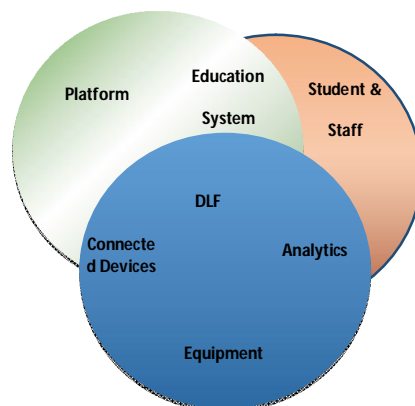 Platform
Education
System
Student &
Staff
DLF
Connecte
d Devices
Analytics
Equipment